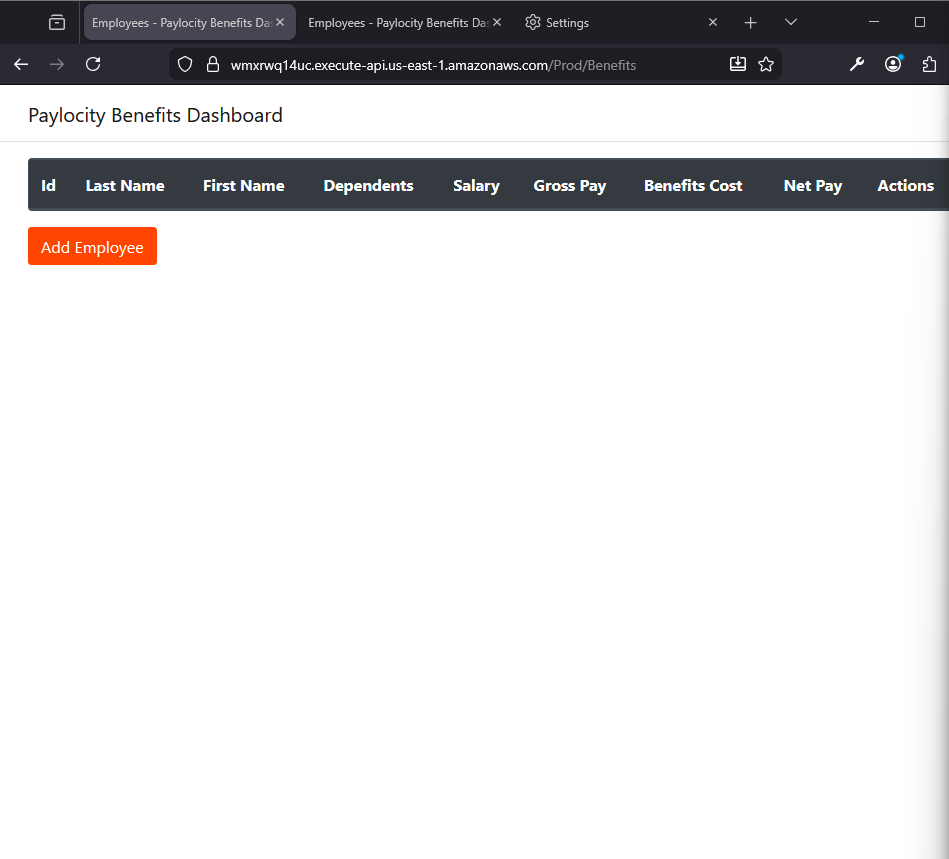 Employees - Paylocity Benefits Da
Employees - Paylocity Benefits Da
Settings
wmxrwq14uc.execute-api.us-east-1.amazonaws.com/Prod/Benefits
Paylocity Benefits Dashboard
Id Last Name First Name Dependents Salary Gross Pay Benefits Cost Net Pay Actions
Add Employee